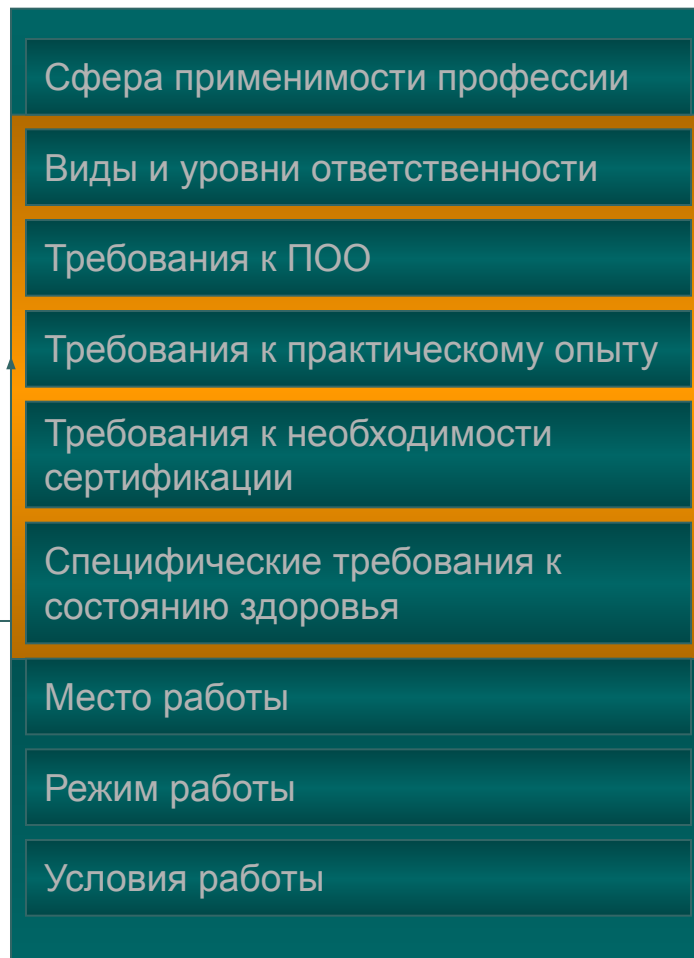 Сфера применимости профессии
Виды и уровни ответственности
Требования к ПОО
Требования к практическому опыту
Требования к необходимости
сертификации
Специфические требования к
состоянию здоровья
Место работы
Режим работы
Условия работы